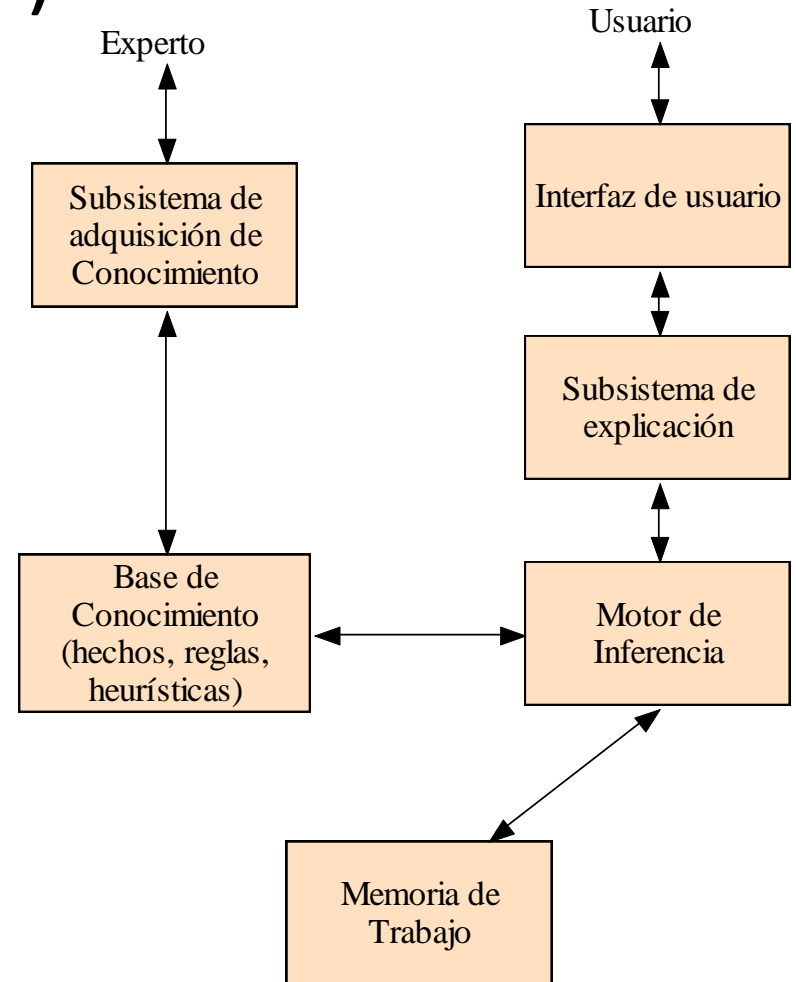 )
Experto
Usuario
Subsistema de
adquisición de
Conocimiento
Interfaz de usuario
Subsistema de
explicación
Base de
Conocimiento
(hechos, reglas,
heurísticas)
Motor de
Inferencia
Memoria de
Trabajo